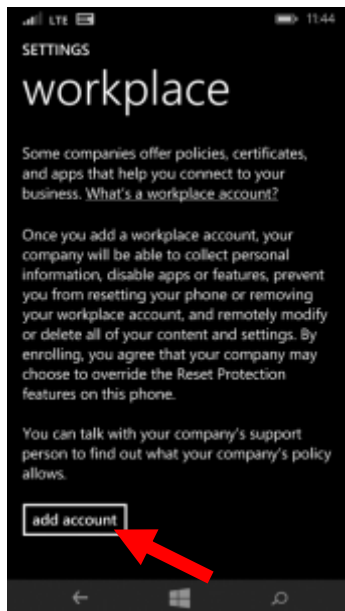 LTE 11:44
SETTINGS
workplace
Some companies offer policies, certificates,
and apps that help you connect to your
business. What's a workplace account?
Once you add a workplace account, your
company will be able to collect personal
information, disable apps or features, prevent
you from resetting your phone or removing
your workplace account, and remotely modify
or delete all of your content and settings. By
enrolling, you agree that your company may
choose to override the Reset Protection
features on this phone.
You can talk with your company's support
person to find out what your company's policy
allows.
add account